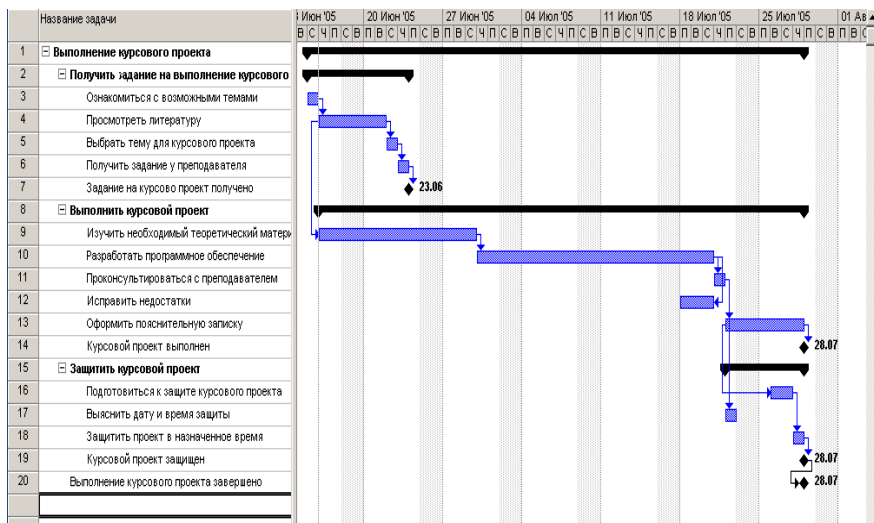 Название задачи
Июн '05 20 Июн '05 27 Июн '05 04 Июл '05 11 Июл '05 18 Июл '05 25 Июл '05 01 Ав
В С Ч П С В П В С Ч П С В П В С Ч П С В П В С Ч П С В П В С Ч П С В П В С Ч П С В П В С Ч П С В П В С
1 Выполнение курсового проекта
2 Получить задание на выполнение курсового
3 Ознакомиться с возможными темами
4 Просмотреть литературу
5 Выбрать тему для курсового проекта
6 Получить задание у преподавателя
7 Задание на курсово проект получено 23.06
8 Выполнить курсовой проект
9 Изучить необходимый теоретический матери
10 Разработать программное обеспечение
11 Проконсультироваться с преподавателем
12 Исправить недостатки
13 Оформить пояснительную записку
14 Курсовой проект выполнен 28.07
15 Защитить курсовой проект
16 Подготовиться к защите курсового проекта
17 Выяснить дату и время защиты
18 Защитить проект в назначенное время
19 Курсовой проект защищен 28.07
20 Выполнение курсового проекта завершено 28.07